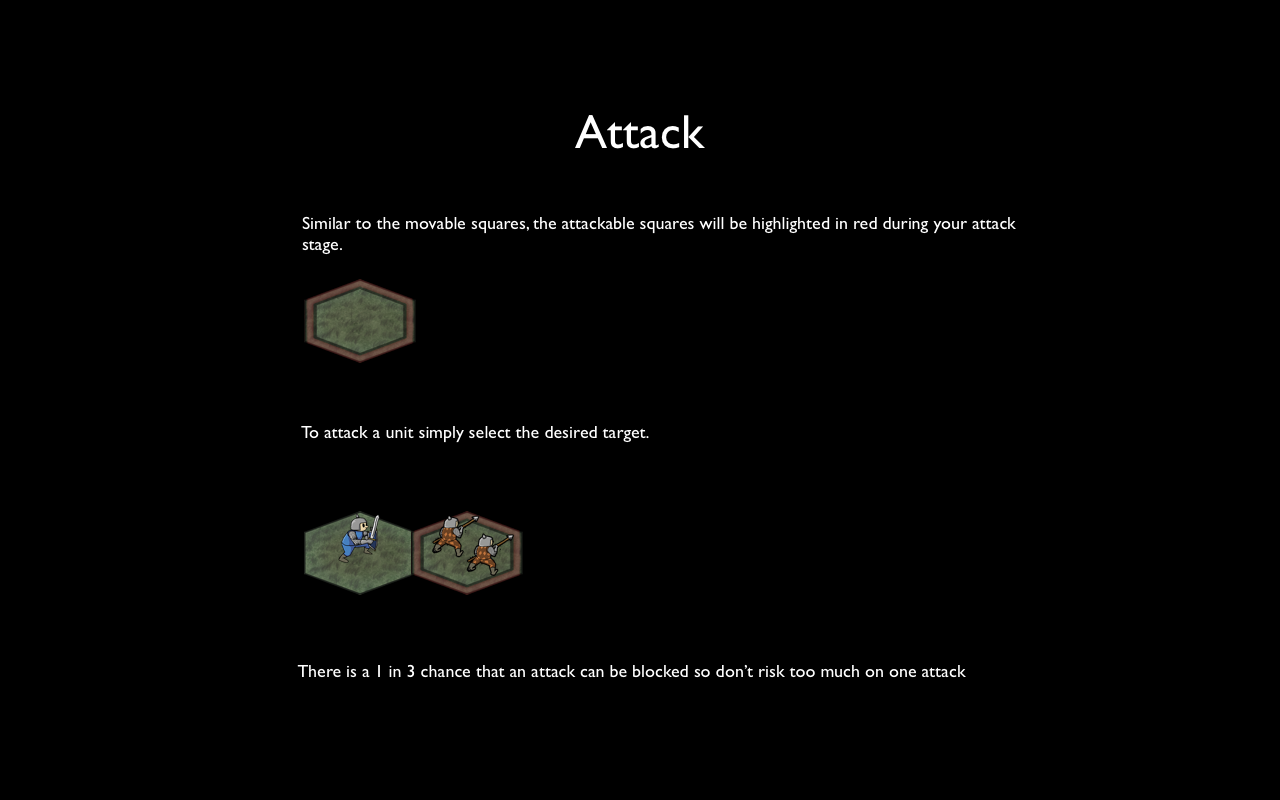 Attack
Similar to the movable squares, the attackable squares will be highlighted in red during your attack
stage.
To attack a unit simply select the desired target.
There is a 1 in 3 chance that an attack can be blocked so don’t risk too much on one attack